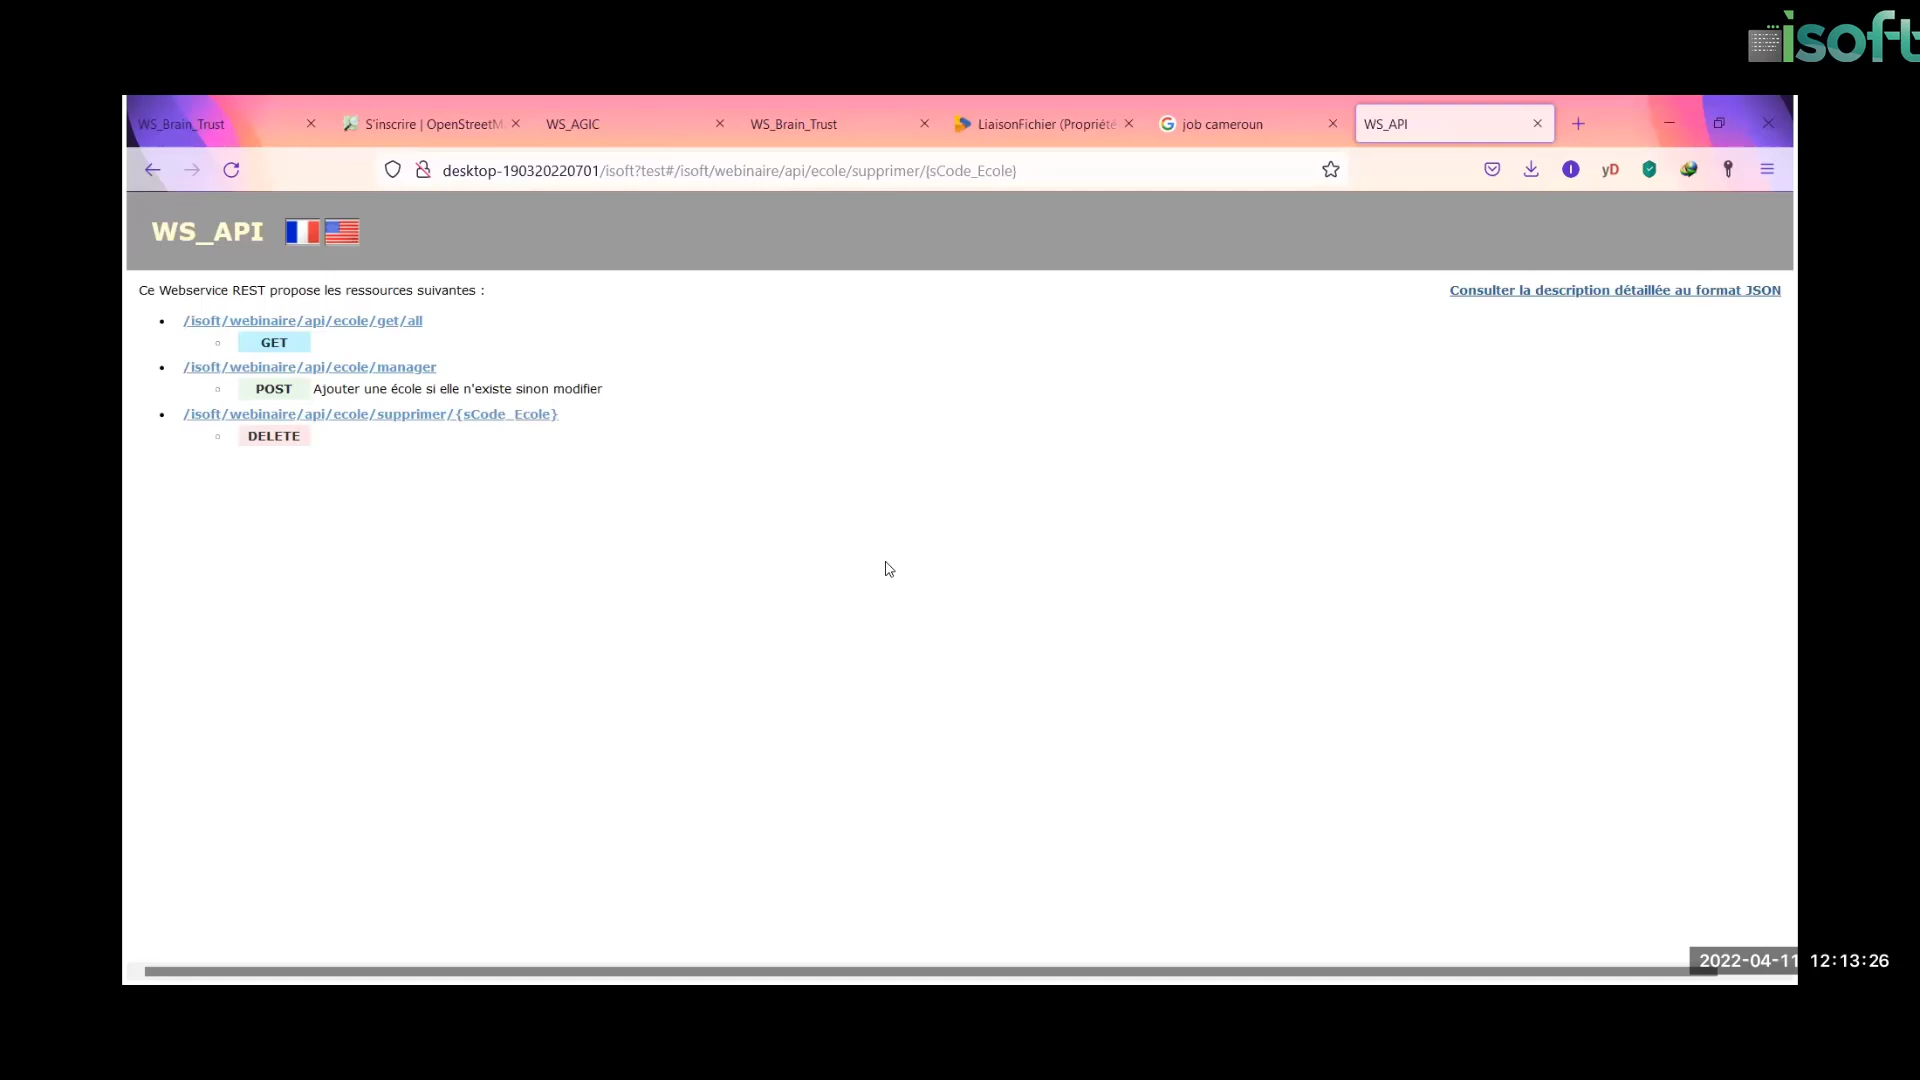 isoft
WS_Brain_Trust
S'inscrire | OpenStreetM
WS_AGIC
WS_Brain_Trust
LiaisonFichier (Propriété
job cameroun
WS_API
desktop-190320220701/isoft?test#/isoft/webinaire/api/ecole/supprimer/{sCode_Ecole}
yD
WS_API
Ce Webservice REST propose les ressources suivantes :
Consulter la description détaillée au format JSON
/isoft/webinaire/api/ecole/get/all
GET
/isoft/webinaire/api/ecole/manager
POST Ajouter une école si elle n'existe sinon modifier
/isoft/webinaire/api/ecole/supprimer/{sCode_Ecole}
DELETE
2022-04-11 12:13:26